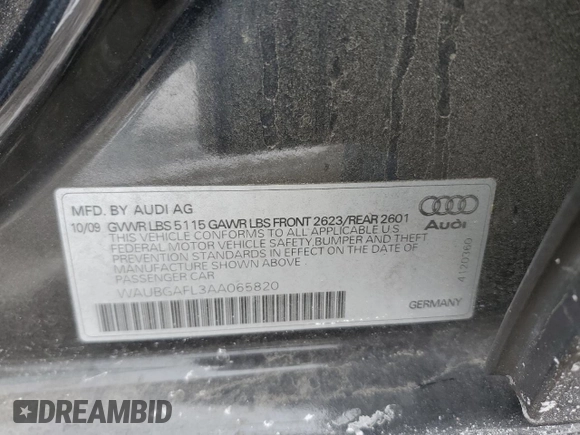 MFD. BY AUDI AG
10/09 GVWR LBS 5115 GAWR LBS FRONT 2623/REAR 2601
THIS VEHICLE CONFORMS TO ALL APPLICABLE US
FEDERAL MOTOR VEHICLE SAFETY,BUMPER AND THEFT
PREVENTION STANDARDS IN EFFECT ON THE DATE OF
MANUFACTURE SHOWN ABOVE
PASSENGER CAR
WAUBGAFL3AA065820
Audi
4120169
GERMANY
DREAMBID